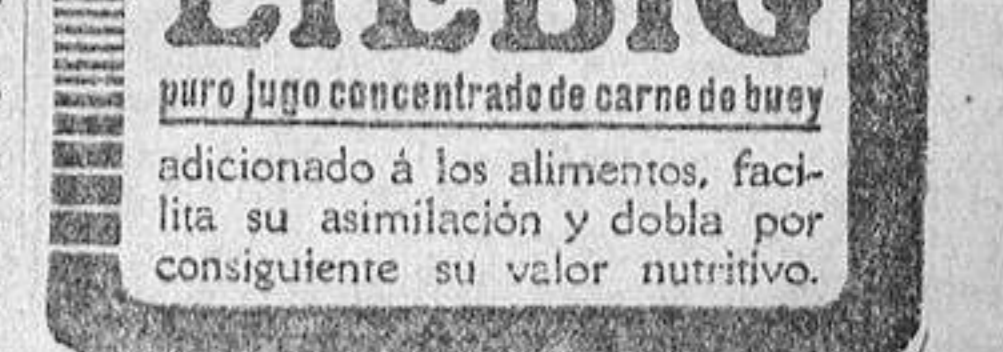 LIEBIG
puro jugo concentrado de carne de buey
adicionado á los alimentos, faci-
lita su asimilación y dobla por
consiguiente su valor nutritivo.